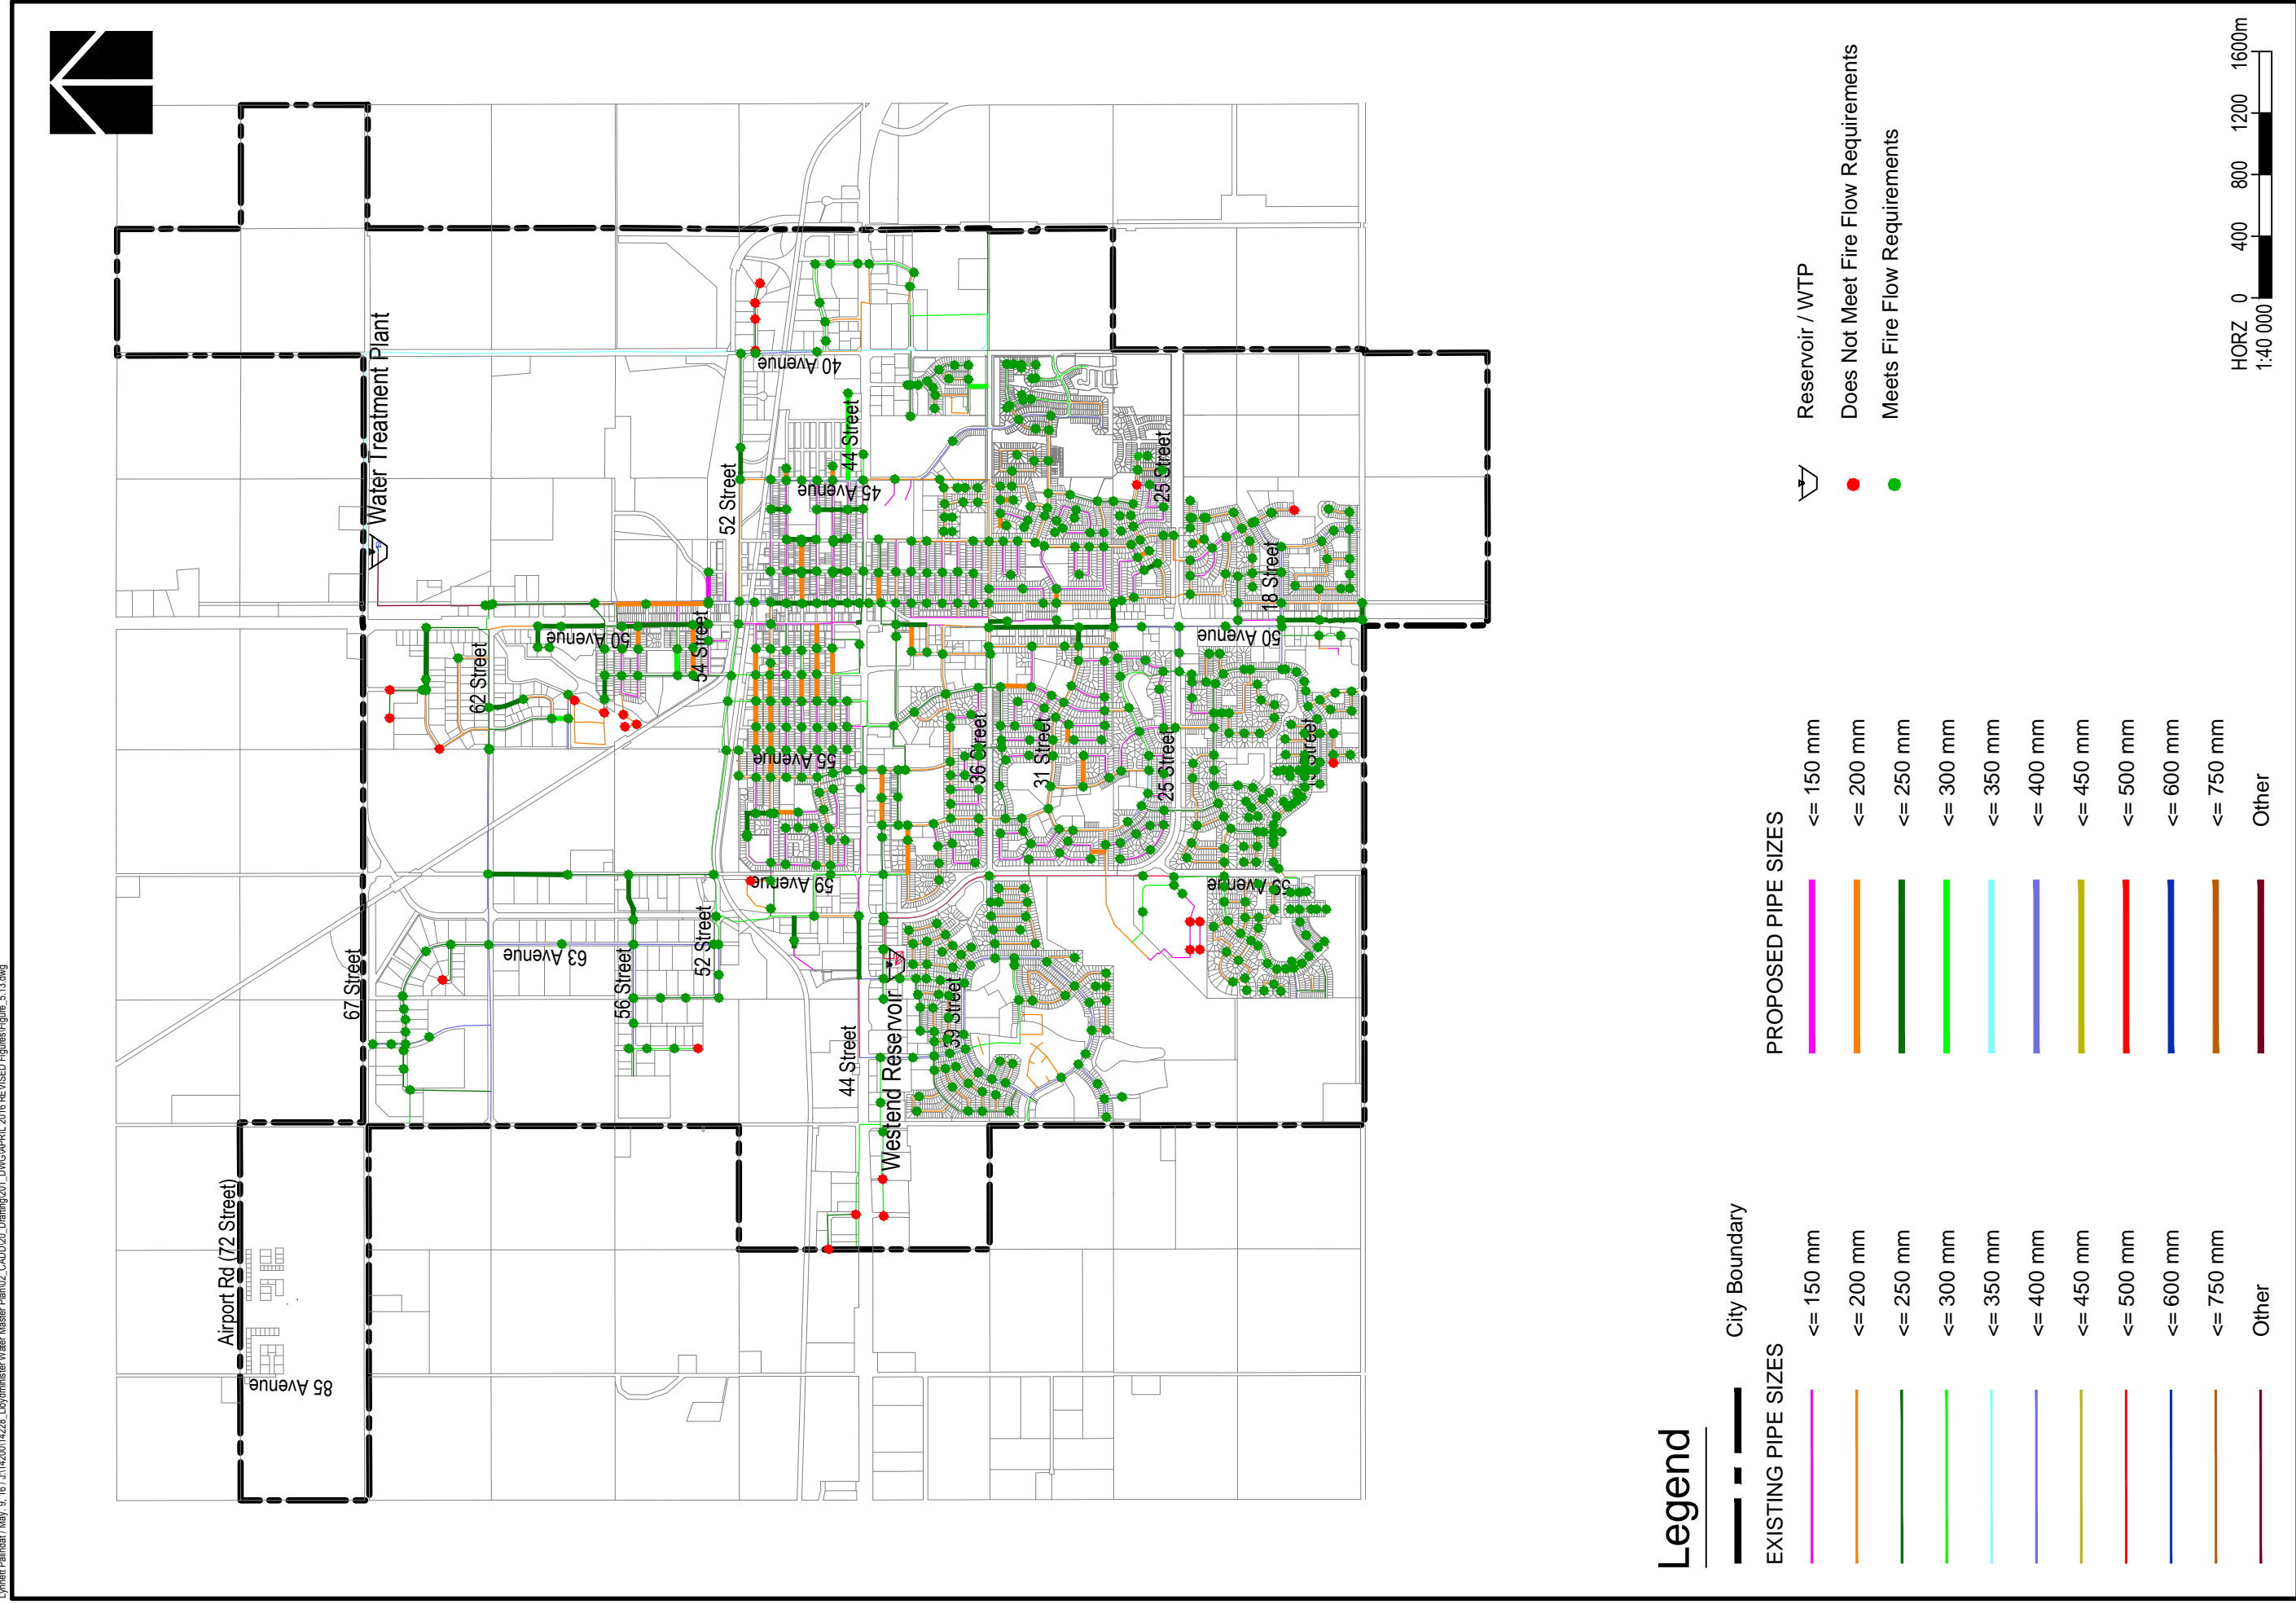 Airport Rd (72 Street)
85 Avenue
67 Street
Water Treatment Plant
62 Street
63 Avenue
50 Avenue
56 Street
54 Street
52 Street
52 Street
40 Avenue
45 Avenue
44 Street
55 Avenue
59 Avenue
44 Street
Westend Reservoir
39 Street
36 Street
31 Street
25 Street
25 Street
50 Avenue
18 Street
59 Avenue
Legend
City Boundary
EXISTING PIPE SIZES
<= 150 mm
<= 200 mm
<= 250 mm
<= 300 mm
<= 350 mm
<= 400 mm
<= 450 mm
<= 500 mm
<= 600 mm
<= 750 mm
Other
PROPOSED PIPE SIZES
<= 150 mm
<= 200 mm
<= 250 mm
<= 300 mm
<= 350 mm
<= 400 mm
<= 450 mm
<= 500 mm
<= 600 mm
<= 750 mm
Other
Reservoir / WTP
Does Not Meet Fire Flow Requirements
Meets Fire Flow Requirements
HORZ 0 400 800 1200 1600m
1:40 000